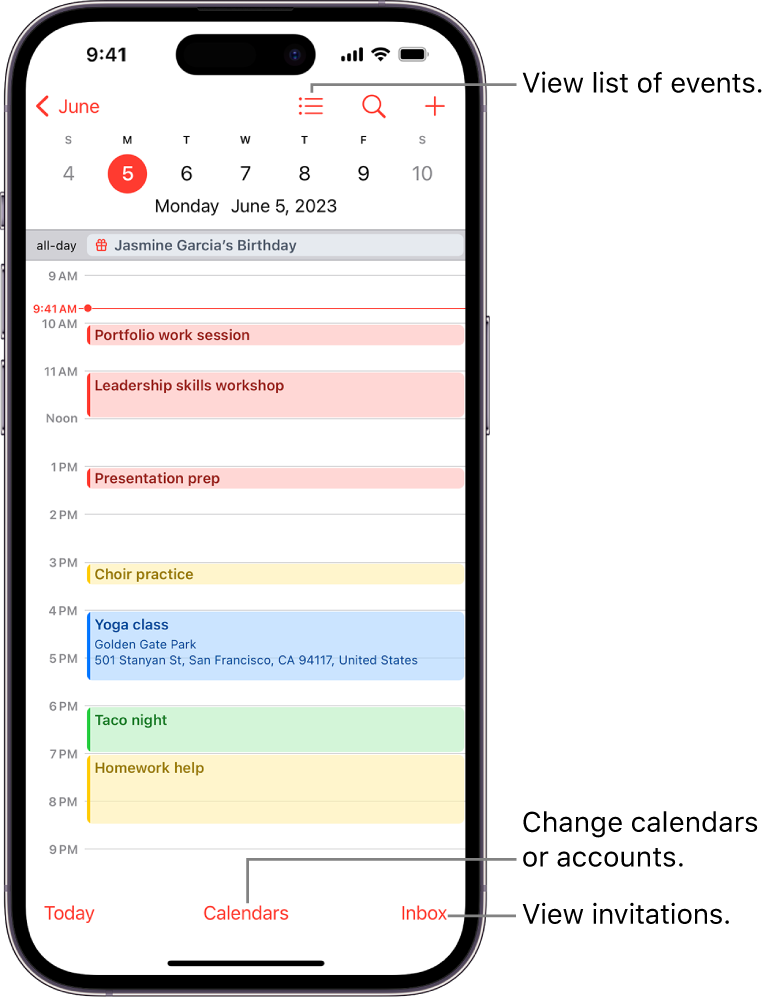 9:41
View list of events.
June
S M T W T F S
4 5 6 7 8 9 10
Monday June 5, 2023
all-day Jasmine Garcia’s Birthday
9 AM
9:41 AM
10 AM
Portfolio work session
11 AM
Leadership skills workshop
Noon
1 PM
Presentation prep
2 PM
3 PM
Choir practice
4 PM
Yoga class
Golden Gate Park
5 PM 501 Stanyan St, San Francisco, CA 94117, United States
6 PM
Taco night
7 PM
Homework help
8 PM
9 PM
Change calendars
or accounts.
Today Calendars Inbox
View invitations.